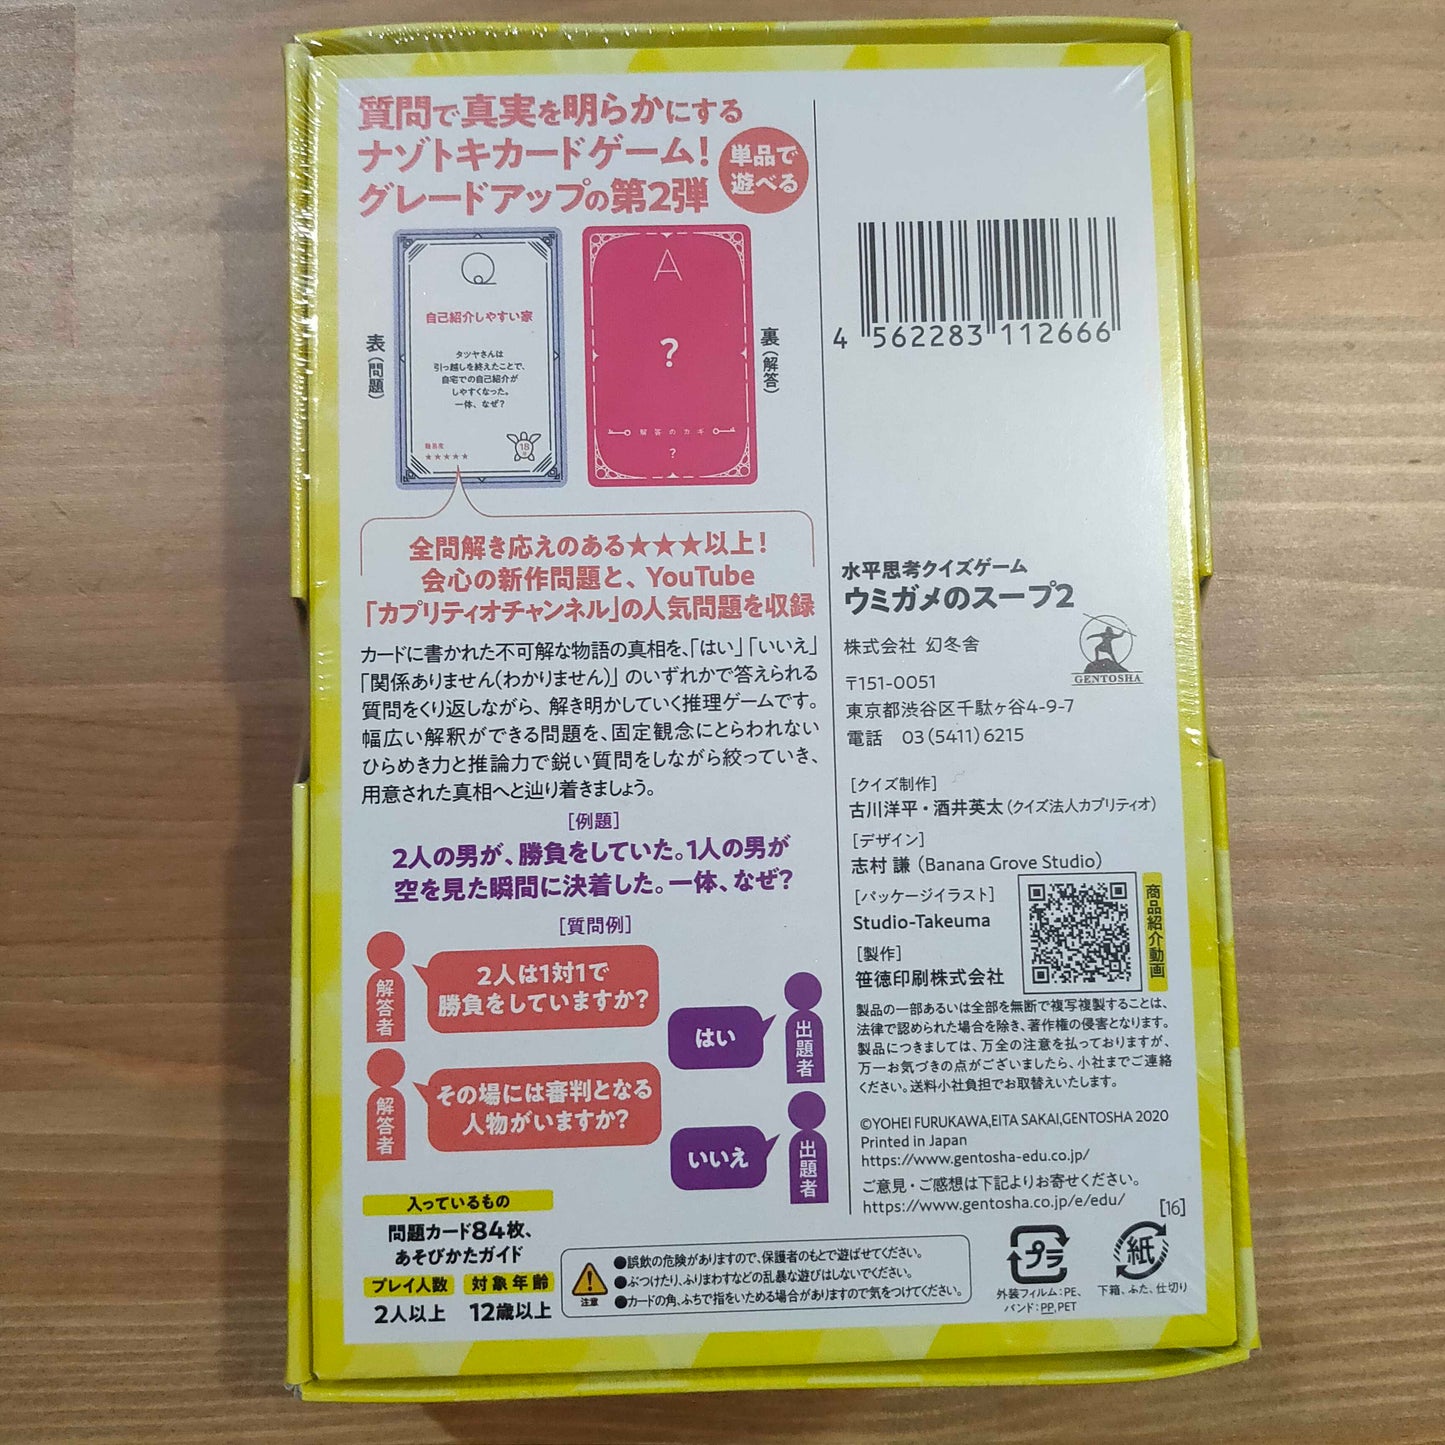 質問で真実を明らかにする
ナゾトキカードゲーム！
グレードアップの第2弾
単品で
遊べる
表(問題)
Q
自己紹介しやすい家
タツヤさんは
引っ越しを終えたことで、
自宅での自己紹介が
しやすくなった。
一体、なぜ？
難易度
★★★★★
18
A
？
解答のカギ
？
裏(解答)
全問解き応えのある★★★以上！
会心の新作問題と、YouTube
「カプリティオチャンネル」の人気問題を収録
カードに書かれた不可解な物語の真相を、「はい」「いいえ」
「関係ありません(わかりません)」のいずれかで答えられる
質問をくり返しながら、解き明かしていく推理ゲームです。
幅広い解釈ができる問題を、固定観念にとらわれない
ひらめき力と推論力で鋭い質問をしながら絞っていき、
用意された真相へと辿り着きましょう。
[例題]
2人の男が、勝負をしていた。1人の男が
空を見た瞬間に決着した。一体、なぜ？
[質問例]
解答者
2人は1対1で
勝負をしていますか？
はい
出題者
解答者
その場には審判となる
人物がいますか？
いいえ
出題者
入っているもの
問題カード84枚、
あそびかたガイド
プレイ人数 対象年齢
2人以上 12歳以上
注意
●誤飲の危険がありますので、保護者のもとで遊ばせてください。
●ぶつけたり、ふりまわすなどの乱暴な遊びはしないでください。
●カードの角、ふちで指をいためる場合がありますので気をつけてください。
4 562283 112666
水平思考クイズゲーム
ウミガメのスープ2
株式会社 幻冬舎
GENTOSHA
〒151-0051
東京都渋谷区千駄ヶ谷4-9-7
電話 03(5411)6215
[クイズ制作]
古川洋平・酒井英太(クイズ法人カプリティオ)
[デザイン]
志村 謙 (Banana Grove Studio)
[パッケージイラスト]
Studio-Takeuma
[製作]
笹徳印刷株式会社
商品紹介動画
製品の一部あるいは全部を無断で複写複製することは、
法律で認められた場合を除き、著作権の侵害となります。
製品につきましては、万全の注意を払っておりますが、
万一お気づきの点がございましたら、小社までご連絡
ください。送料小社負担でお取替えいたします。
©YOHEI FURUKAWA,EITA SAKAI,GENTOSHA 2020
Printed in Japan
https://www.gentosha-edu.co.jp/
ご意見・ご感想は下記よりお寄せください。
https://www.gentosha.co.jp/e/edu/
[16]
プラ
外装フィルム：PE、
バンド：PP,PET
紙
下箱、ふた、仕切り